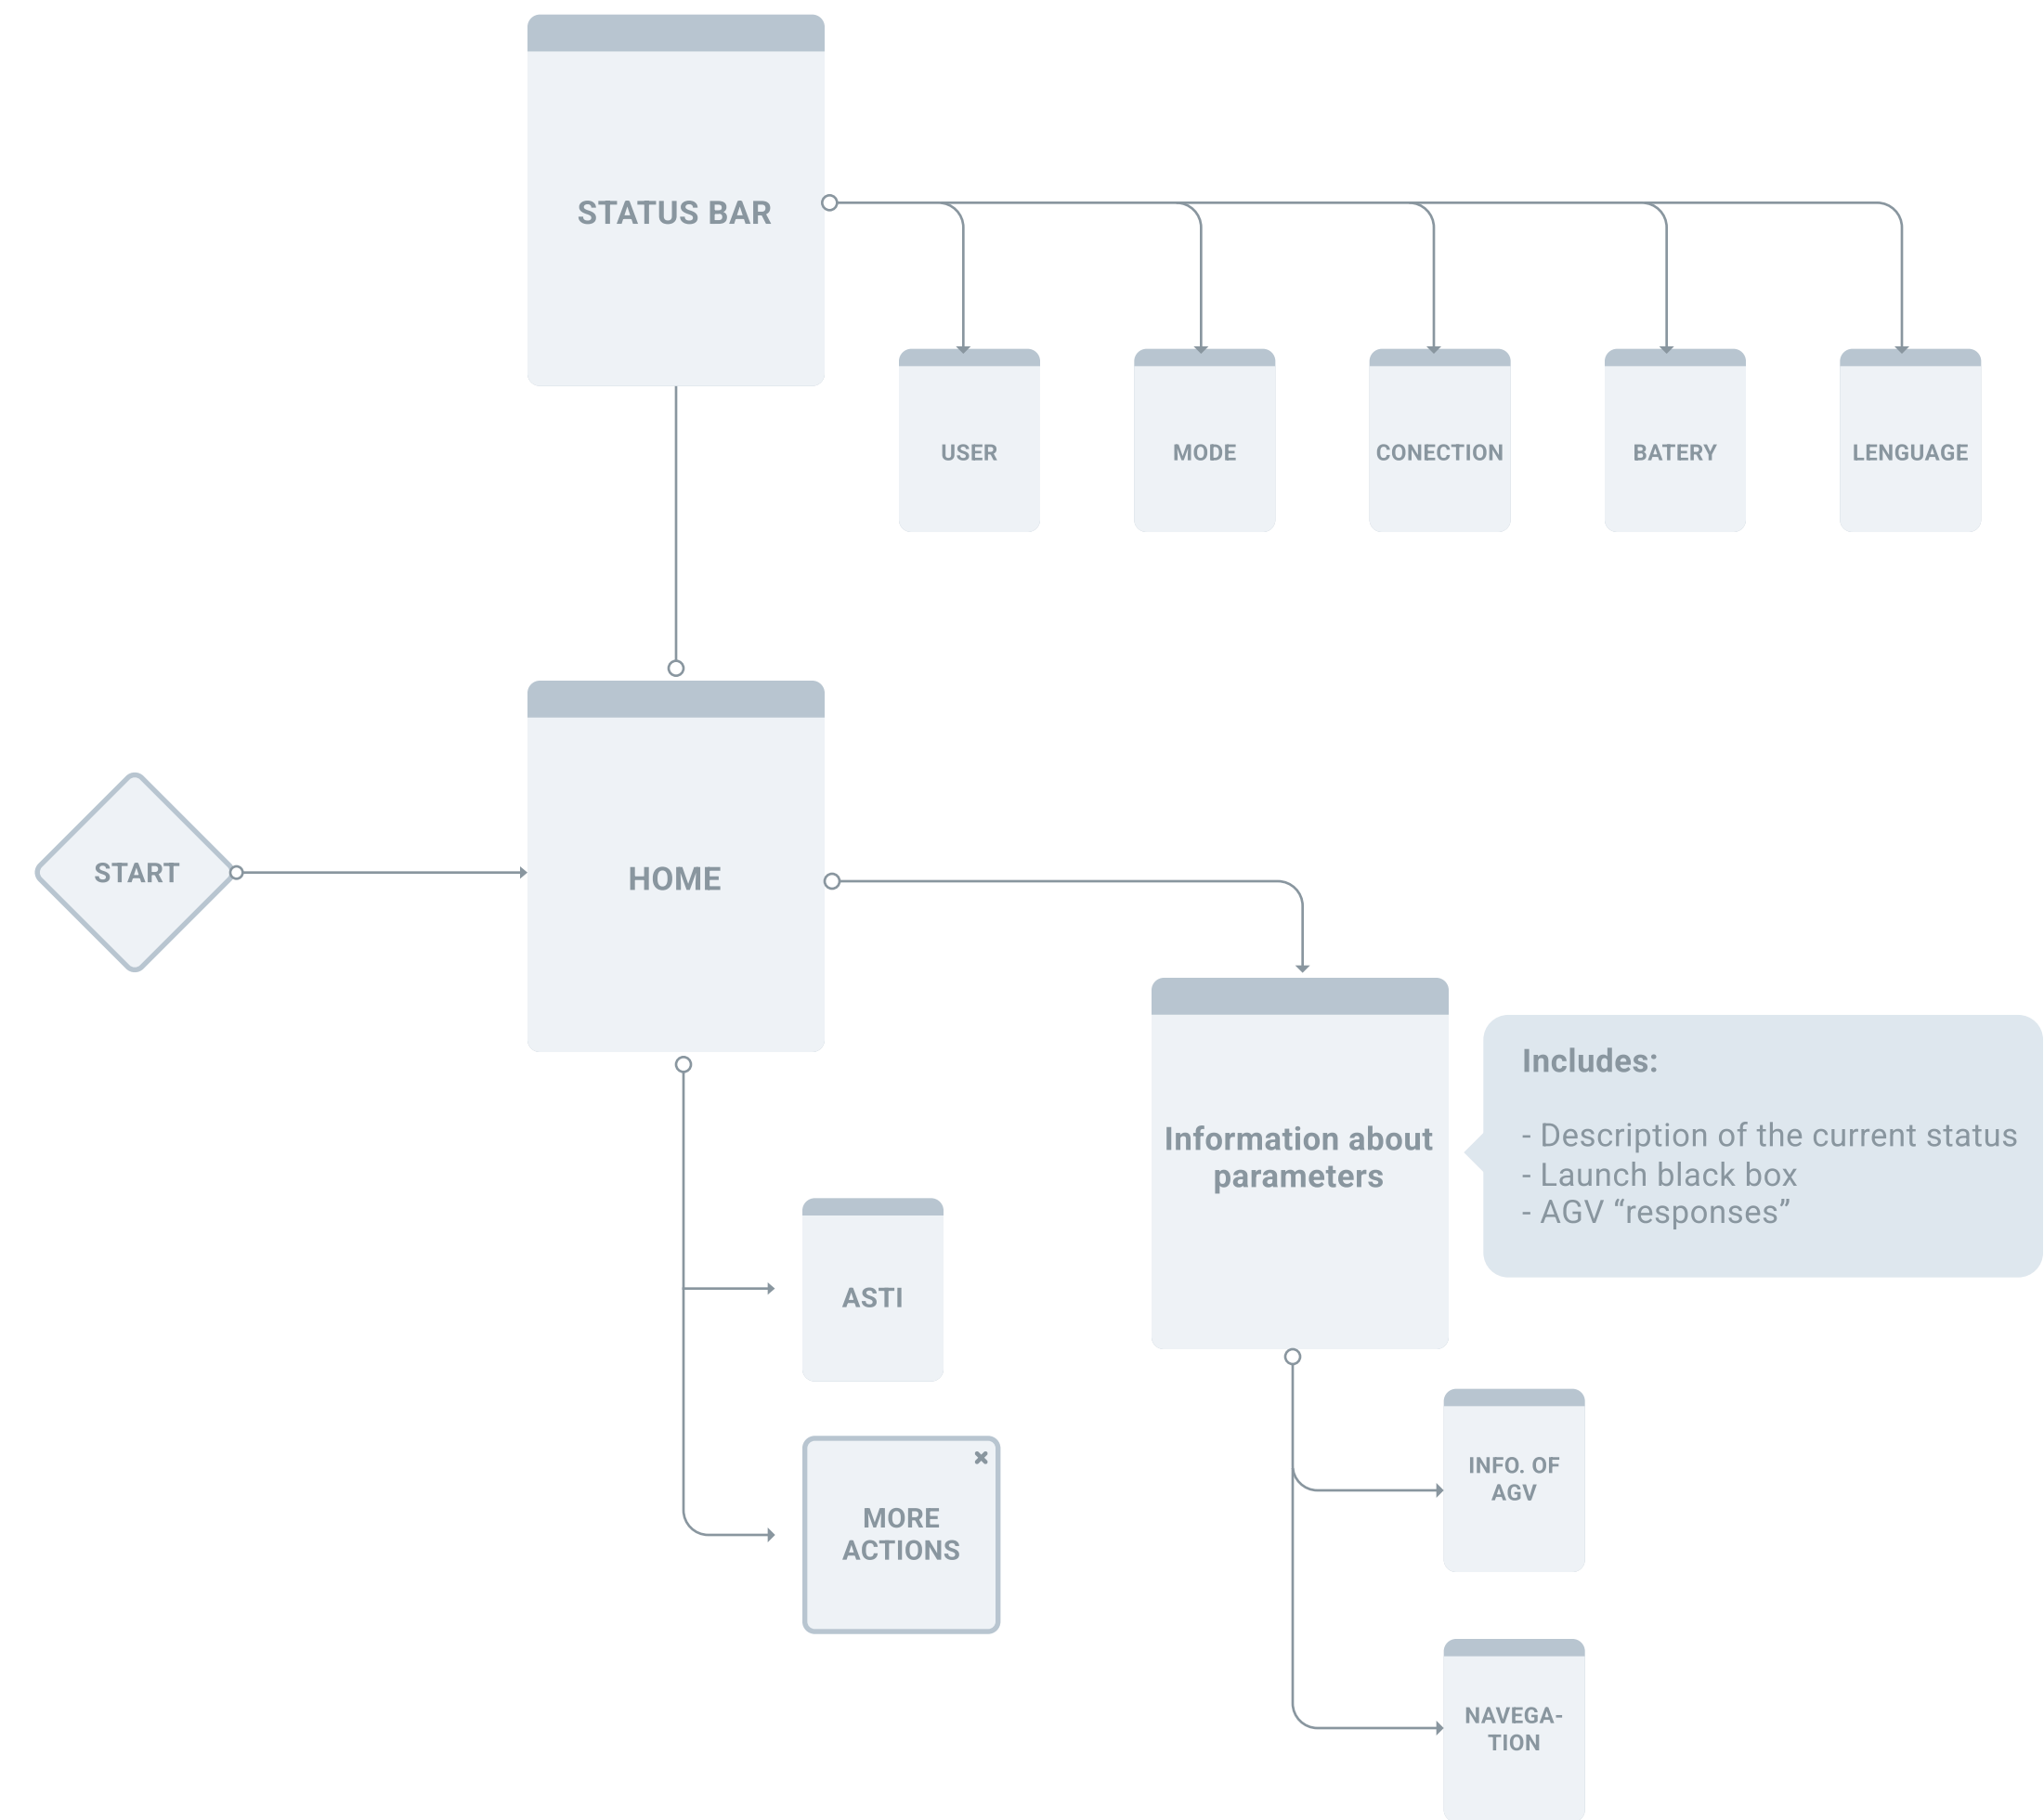 STATUS BAR
USER
MODE
CONECTION
BATERY
LENGUAGE
START
HOME
Information about
parameters
Includes:
- Description of the current status
- Launch black box
- AGV “responses”
ASTI
MORE
ACTIONS
INFO. OF
AGV
NAVEGA-
TION